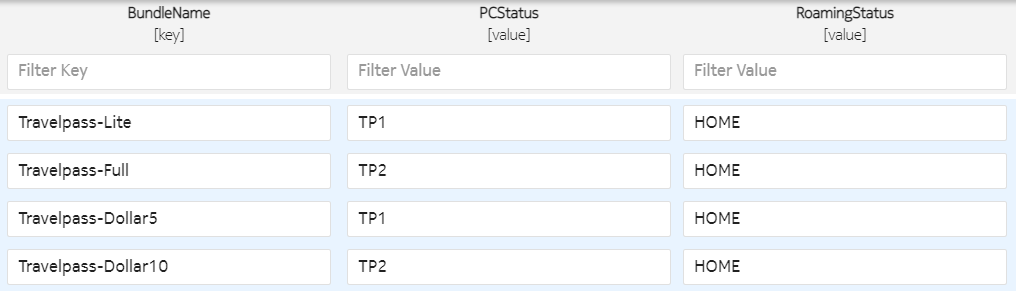 BundleName PCStatus RoamingStatus
[key] [value] [value]
Filter Key Filter Value Filter Value
Travelpass-Lite TP1 HOME
Travelpass-Full TP2 HOME
Travelpass-Dollar5 TP1 HOME
Travelpass-Dollar10 TP2 HOME